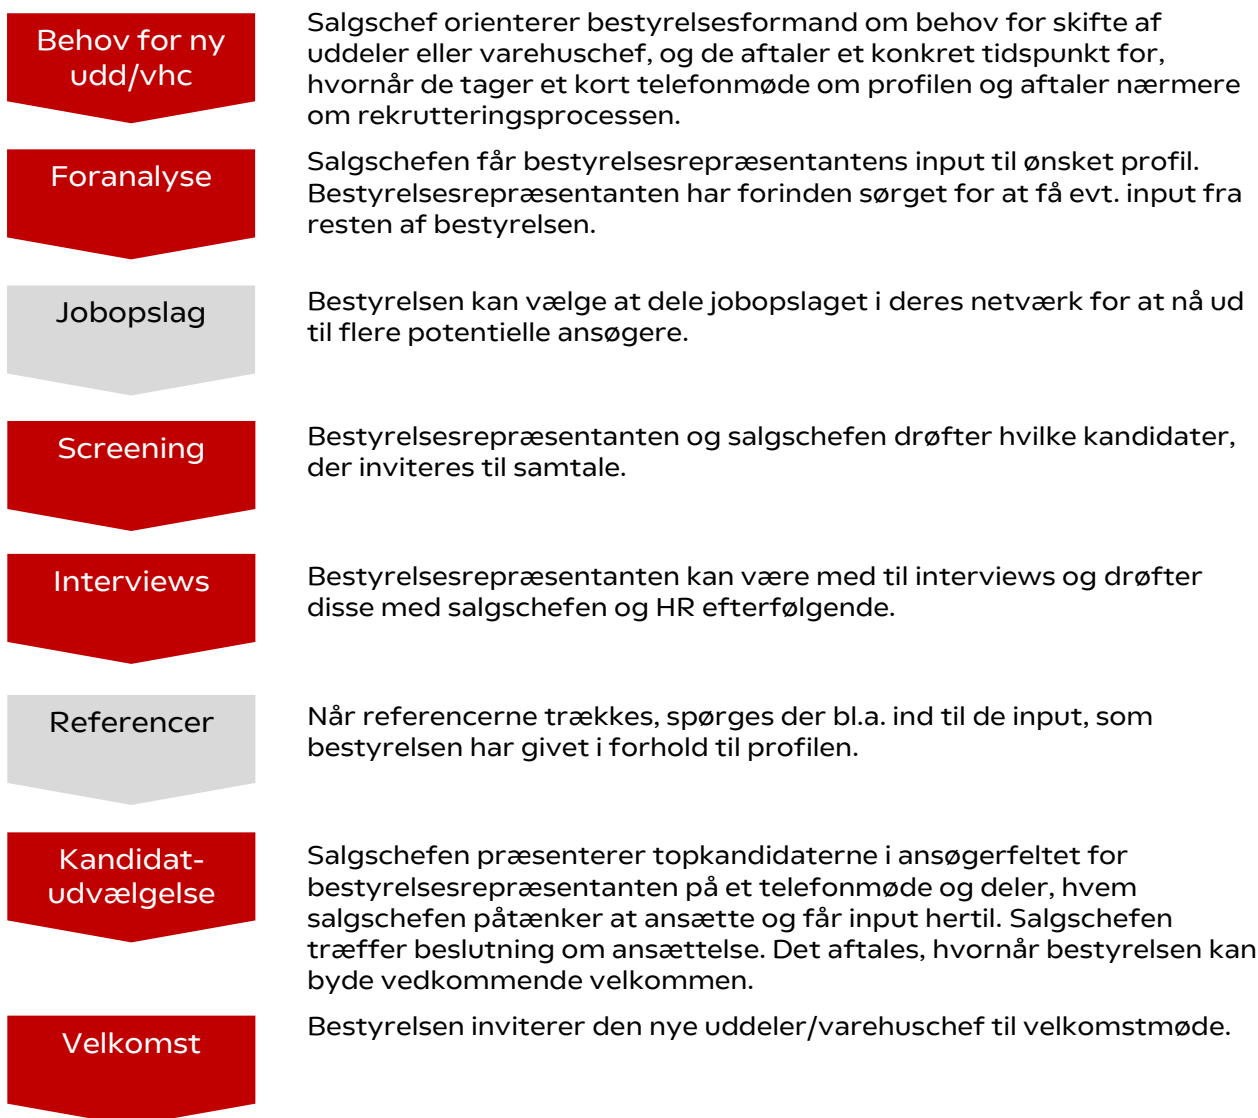 Behov for ny
udd/vhc
Salgschef orienterer bestyrelsesformand om behov for skifte af
uddeler eller varehuschef, og de aftaler et konkret tidspunkt for,
hvornår de tager et kort telefonmøde om profilen og aftaler nærmere
om rekrutteringsprocessen.
Foranalyse
Salgschefen får bestyrelsesrepræsentantens input til ønsket profil.
Bestyrelsesrepræsentanten har forinden sørget for at få evt. input fra
resten af bestyrelsen.
Jobopslag
Bestyrelsen kan vælge at dele jobopslaget i deres netværk for at nå ud
til flere potentielle ansøgere.
Screening
Bestyrelsesrepræsentanten og salgschefen drøfter hvilke kandidater,
der inviteres til samtale.
Interviews
Bestyrelsesrepræsentanten kan være med til interviews og drøfter
disse med salgschefen og HR efterfølgende.
Referencer
Når referencerne trækkes, spørges der bl.a. ind til de input, som
bestyrelsen har givet i forhold til profilen.
Kandidat-
udvælgelse
Salgschefen præsenterer topkandidaterne i ansøgerfeltet for
bestyrelsesrepræsentanten på et telefonmøde og deler, hvem
salgschefen påtænker at ansætte og får input hertil. Salgschefen
træffer beslutning om ansættelse. Det aftales, hvornår bestyrelsen kan
byde vedkommende velkommen.
Velkomst
Bestyrelsen inviterer den nye uddeler/varehuschef til velkomstmøde.